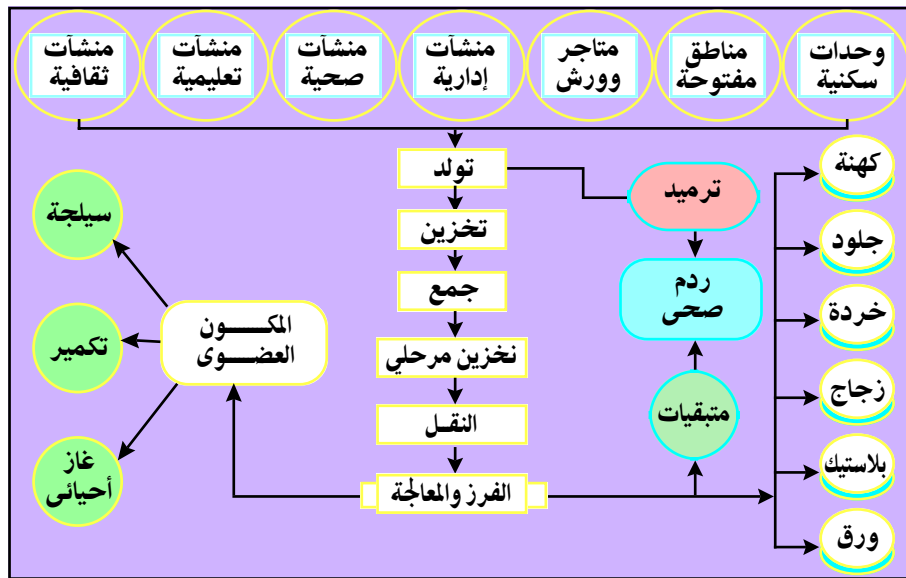 وحدات
سكنية
مناطق
مفتوحة
متاجر
وورش
منشآت
إدارية
منشآت
صحية
منشآت
تعليمية
منشآت
ثقافية
تولد
تخزين
جمع
نخزين مرحلي
النقــل
الفرز والمعالجة
ترميد
ردم
صحى
متبقيات
كهنة
جلود
خردة
زجاج
بلاستيك
ورق
المكـــــون
العضـــوى
سيلجة
تكمير
غاز
أحيائى